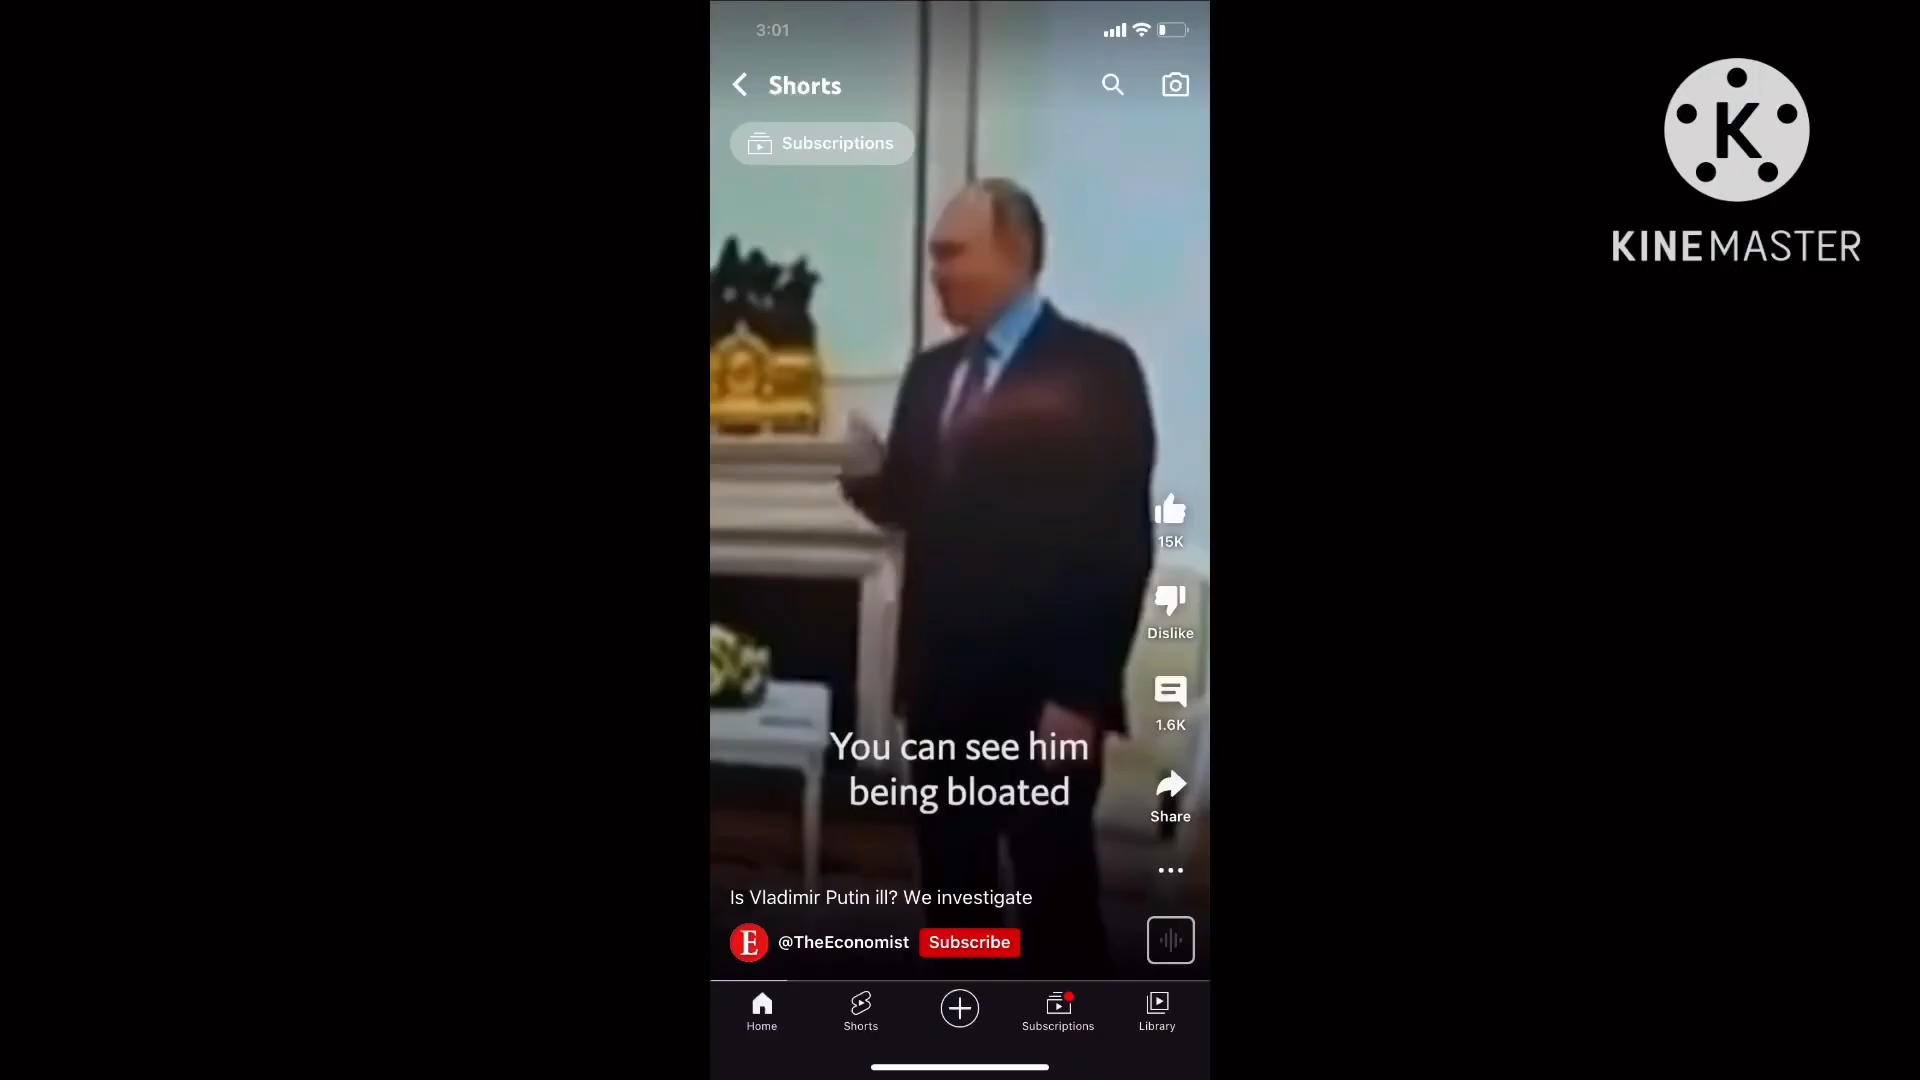 3:01
Shorts
Subscriptions
K
KINEMASTER
15K
Dislike
1.6K
You can see him
being bloated
Share
Is Vladimir Putin ill? We investigate
E @TheEconomist Subscribe
Home Shorts Subscriptions Library